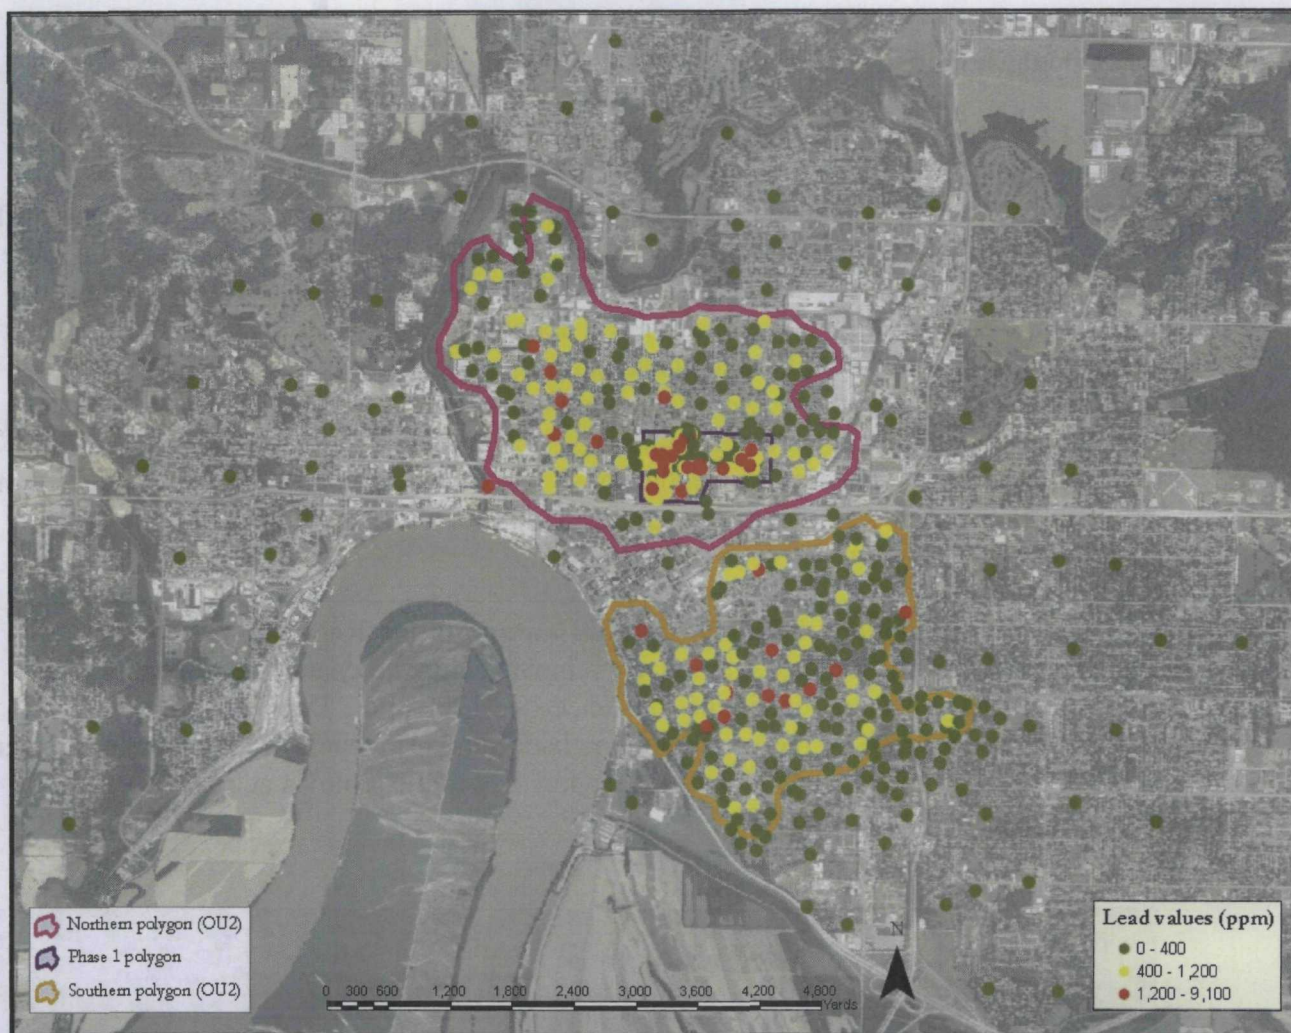 Northern polygon (OU2)
Phase 1 polygon
Southern polygon (OU2)
0 300 600 1,200 1,800 2,400 3,000 3,600 4,200 4,800
Yards
N
Lead values (ppm)
0 - 400
400 - 1,200
1,200 - 9,100